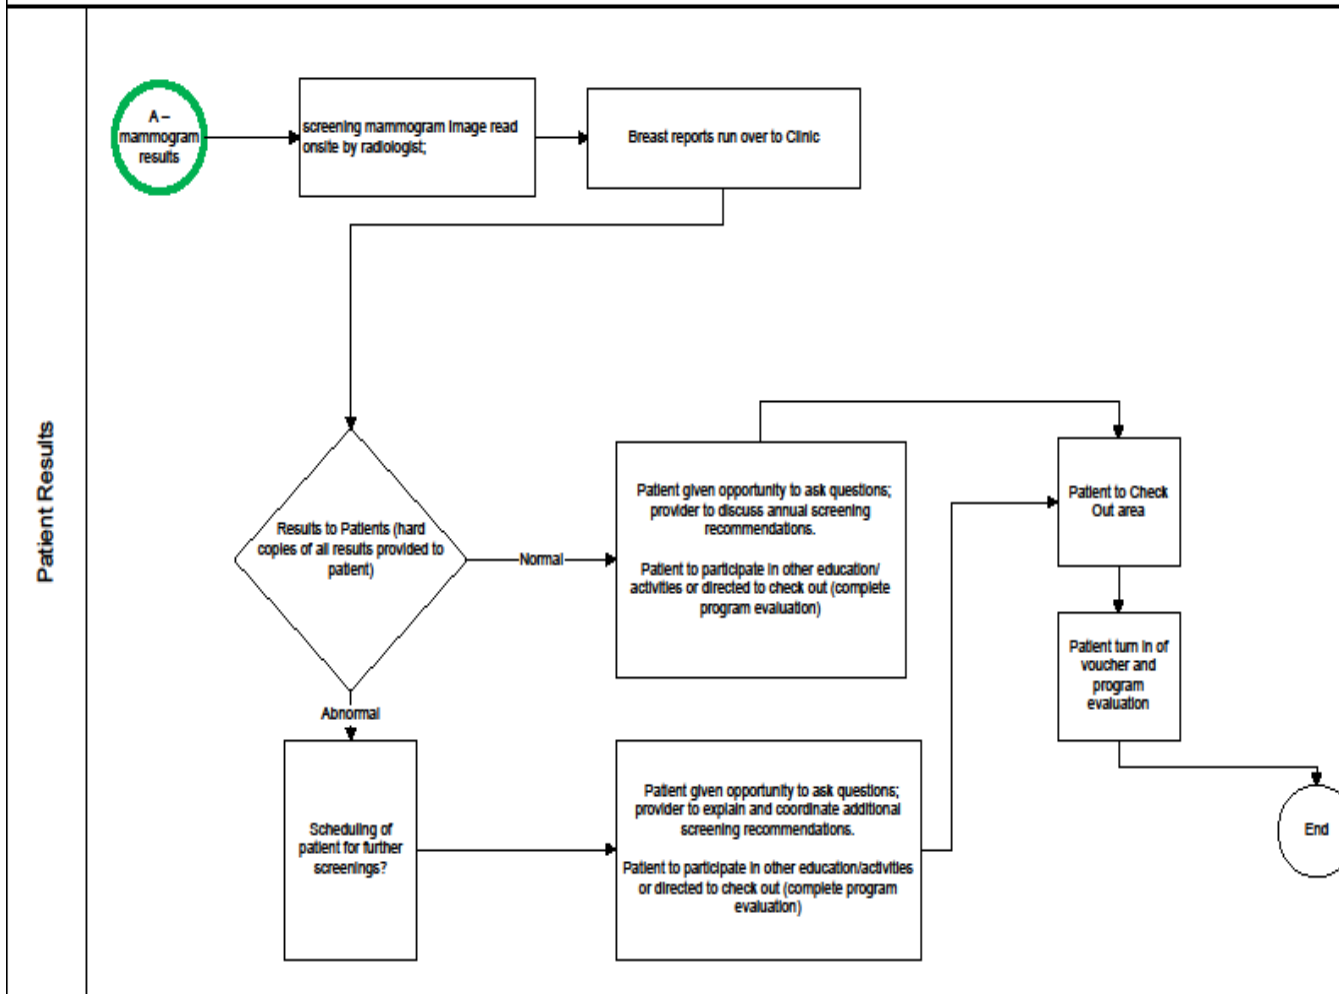 Patient Results
A –
mammogram
results
screening mammogram image read
onsite by radiologist;
Breast reports run over to Clinic
Results to Patients (hard
copies of all results provided to
patient)
Normal
Patient given opportunity to ask questions;
provider to discuss annual screening
recommendations.
Patient to participate in other education/
activities or directed to check out (complete
program evaluation)
Patient to Check
Out area
Patient turn in of
voucher and
program
evaluation
Abnormal
Scheduling of
patient for further
screenings?
Patient given opportunity to ask questions;
provider to explain and coordinate additional
screening recommendations.
Patient to participate in other education/activities
or directed to check out (complete program
evaluation)
End